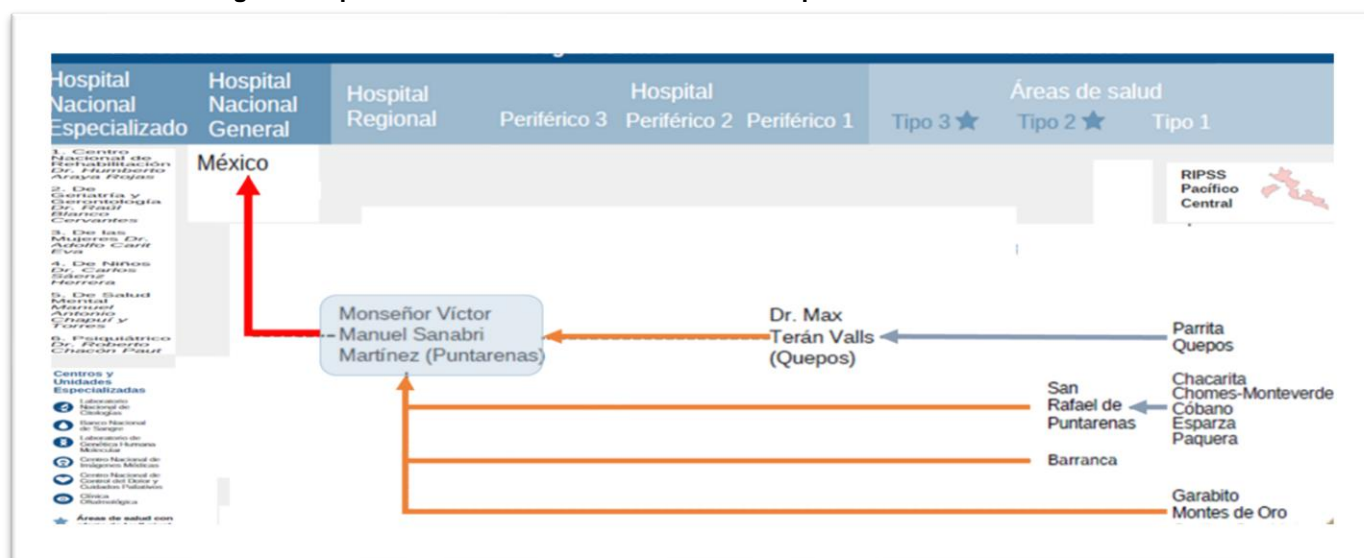 Hospital
Nacional
Especializado
Hospital
Nacional
General
Hospital
Regional
Hospital
Periférico 3 Periférico 2 Periférico 1
Áreas de salud
Tipo 3 Tipo 2 Tipo 1
1. Centro
Nacional de
Rehabilitación
Dr. Humberto
Araya Rojas
2. De
Geriatría y
Gerontología
Dr. Raúl
Blanco
Cervantes
3. De las
Mujeres Dr.
Adolfo Carit
Eva
4. De Niños
Dr. Carlos
Sáenz
Herrera
5. De Salud
Mental
Manuel
Antonio
Chapuí y
Torres
6. Psiquiátrico
Dr. Roberto
Chacón Paut
Centros y
Unidades
Especializadas
Laboratorio
Nacional de
Citologías
Banco Nacional
de Sangre
Laboratorio de
Genética Humana
Molecular
Centro Nacional de
Imágenes Médicas
Centro Nacional de
Control del Dolor y
Cuidados Paliativos
Clínica
Oftalmológica
Áreas de salud con
México
RIPSS
Pacífico
Central
Monseñor Víctor
Manuel Sanabri
Martínez (Puntarenas)
Dr. Max
Terán Valls
(Quepos)
Parrita
Quepos
San
Rafael de
Puntarenas
Chacarita
Chomes-Monteverde
Cóbano
Esparza
Paquera
Barranca
Garabito
Montes de Oro